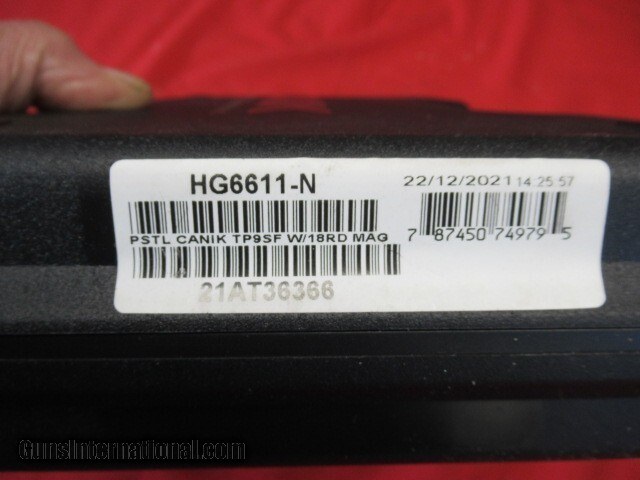 HG6611-N
22/12/2021 14:25:57
PSTL CANIK TP9SF W/18RD MAG
7 87450 74979 5
21AT36366
GunsInternational.com